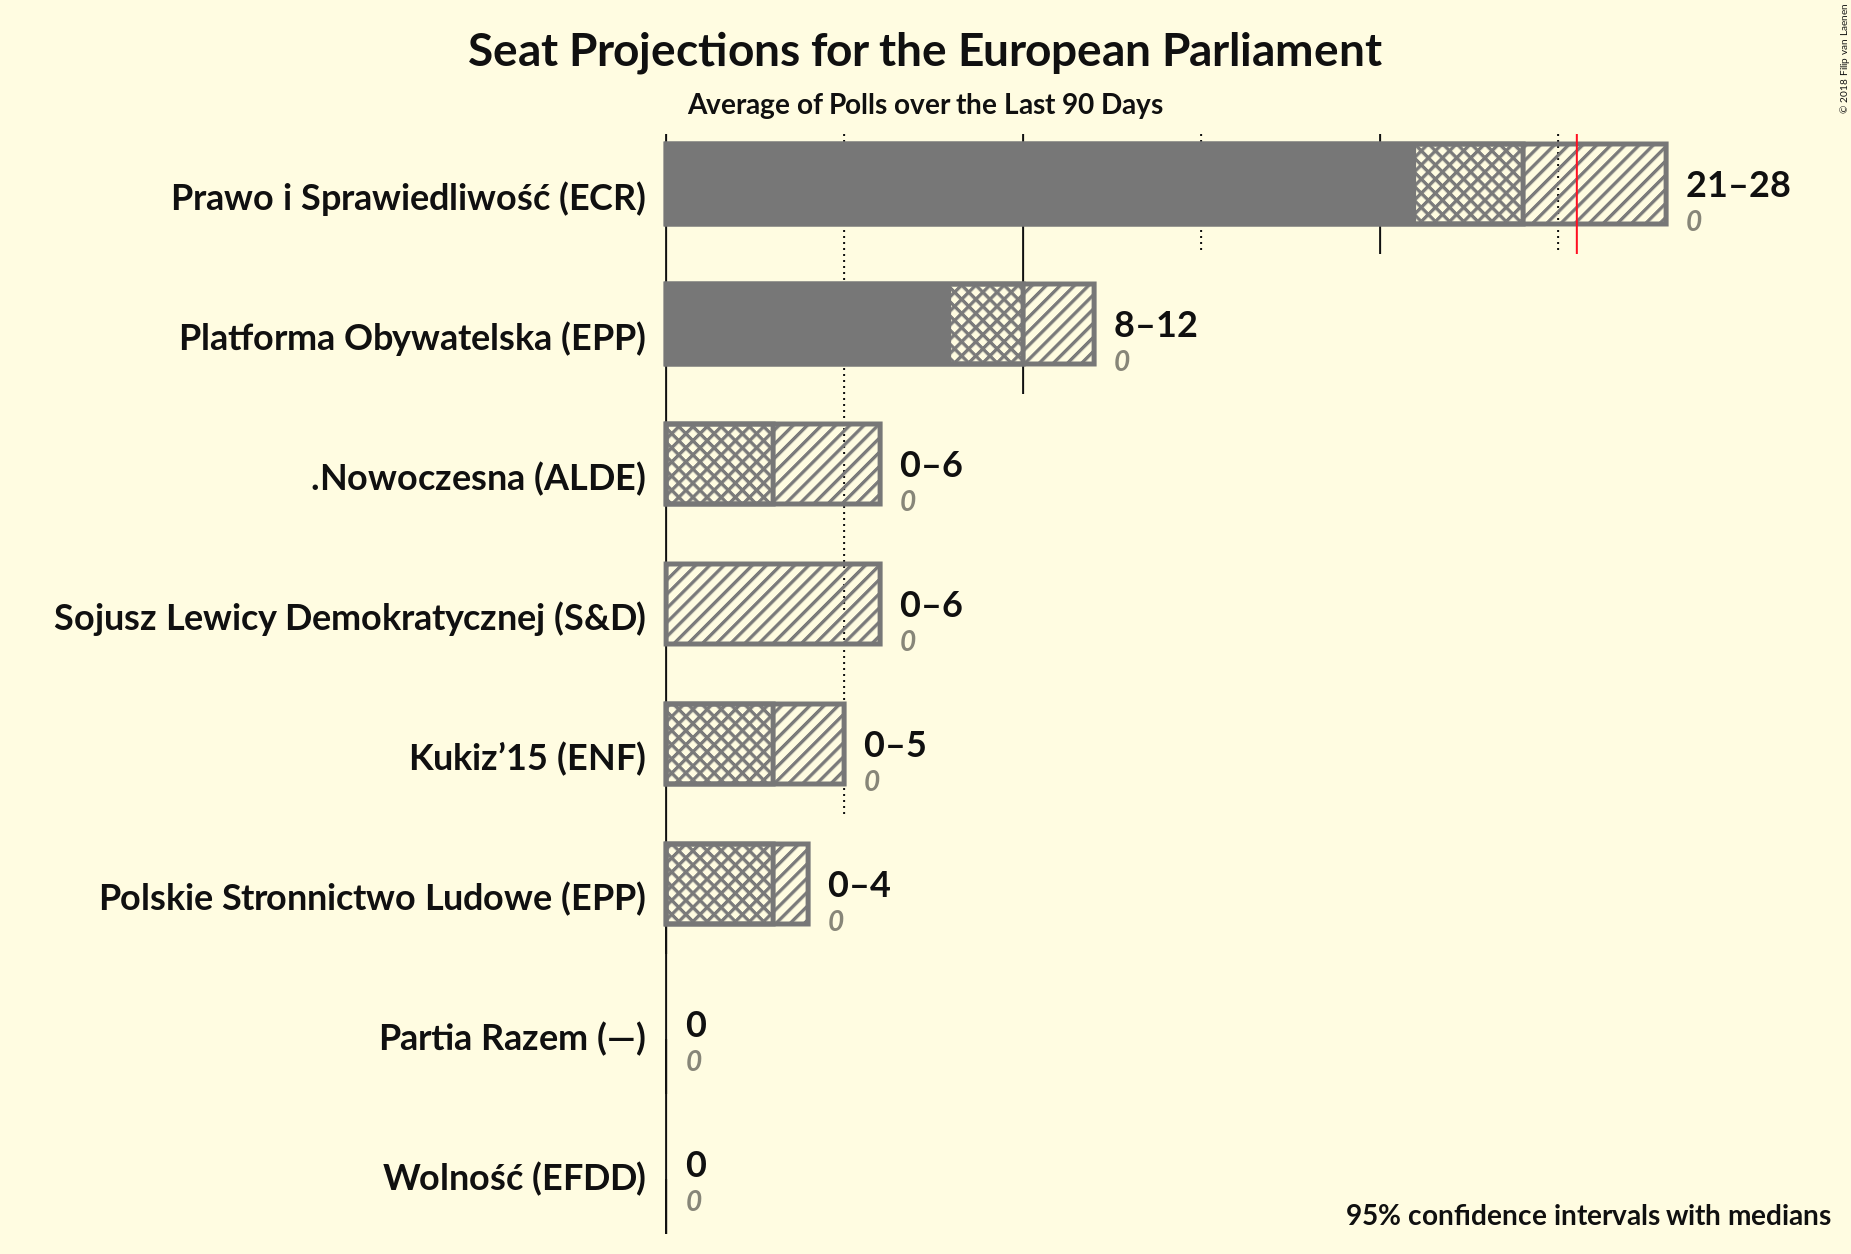 Seat Projections for the European Parliament
Average of Polls over the Last 90 Days
© 2018 Filip van Laenen
Prawo i Sprawiedliwość (ECR)
21–28
0
Platforma Obywatelska (EPP)
8–12
0
.Nowoczesna (ALDE)
0–6
0
Sojusz Lewicy Demokratycznej (S&D)
0–6
0
Kukiz’15 (ENF)
0–5
0
Polskie Stronnictwo Ludowe (EPP)
0–4
0
Partia Razem (—)
0
0
Wolność (EFDD)
0
0
95% confidence intervals with medians